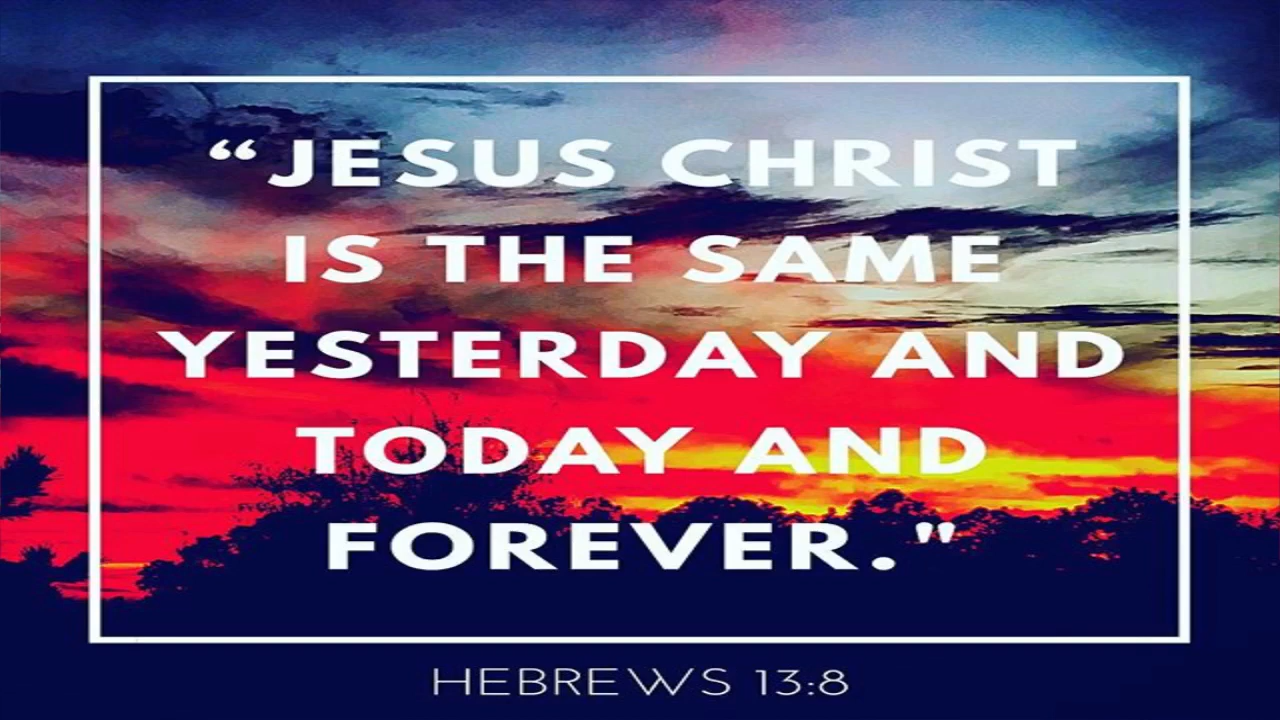 “JESUS CHRIST
IS THE SAME
YESTERDAY AND
TODAY AND
FOREVER."
HEBREWS 13:8